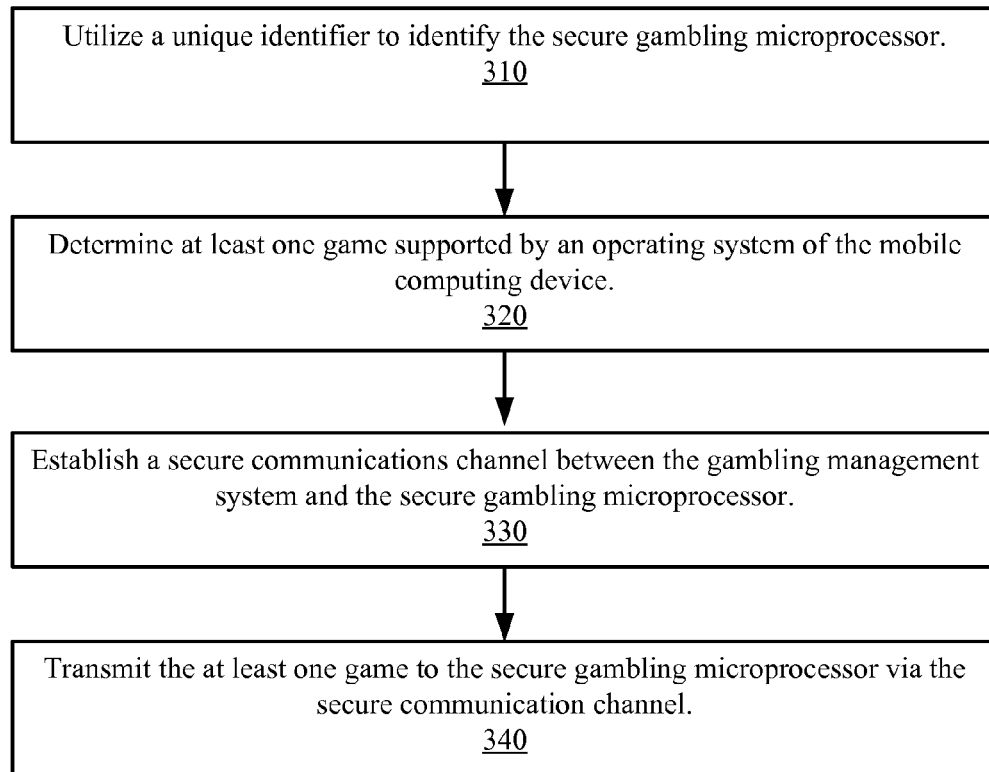 Utilize a unique identifier to identify the secure gambling microprocessor.
310
Determine at least one game supported by an operating system of the mobile
computing device.
320
Establish a secure communications channel between the gambling management
system and the secure gambling microprocessor.
330
Transmit the at least one game to the secure gambling microprocessor via the
secure communication channel.
340